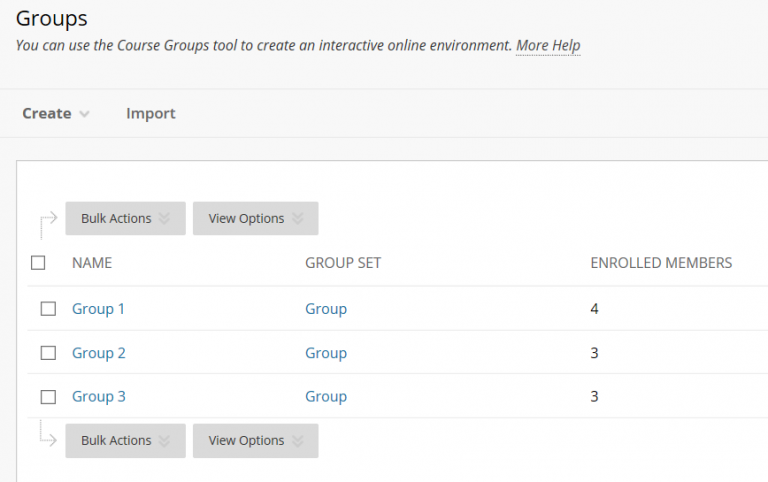 Groups
You can use the Course Groups tool to create an interactive online environment. More Help
Create Import
Bulk Actions View Options
NAME GROUP SET ENROLLED MEMBERS
Group 1 Group 4
Group 2 Group 3
Group 3 Group 3
Bulk Actions View Options